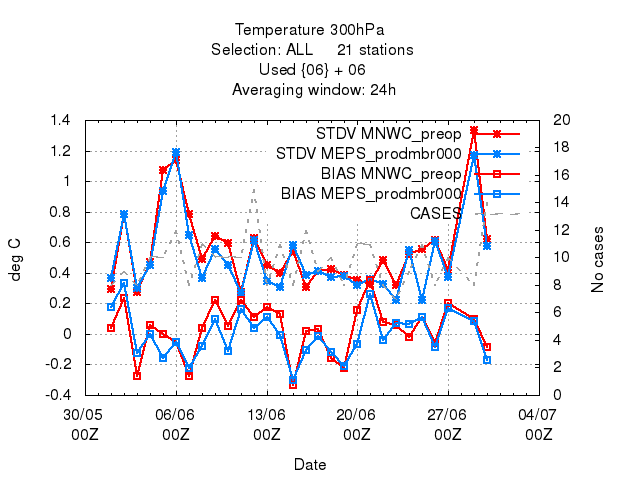 Temperature 300hPa
Selection: ALL 21 stations
Used {06} + 06
Averaging window: 24h
1.4
1.2
1
0.8
0.6
0.4
0.2
0
-0.2
-0.4
deg C
STDV MNWC_preop
STDV MEPS_prodmbr000
BIAS MNWC_preop
BIAS MEPS_prodmbr000
CASES
20
18
16
14
12
10
8
6
4
2
0
No cases
30/05 06/06 13/06 20/06 27/06 04/07
00Z 00Z 00Z 00Z 00Z 00Z
Date